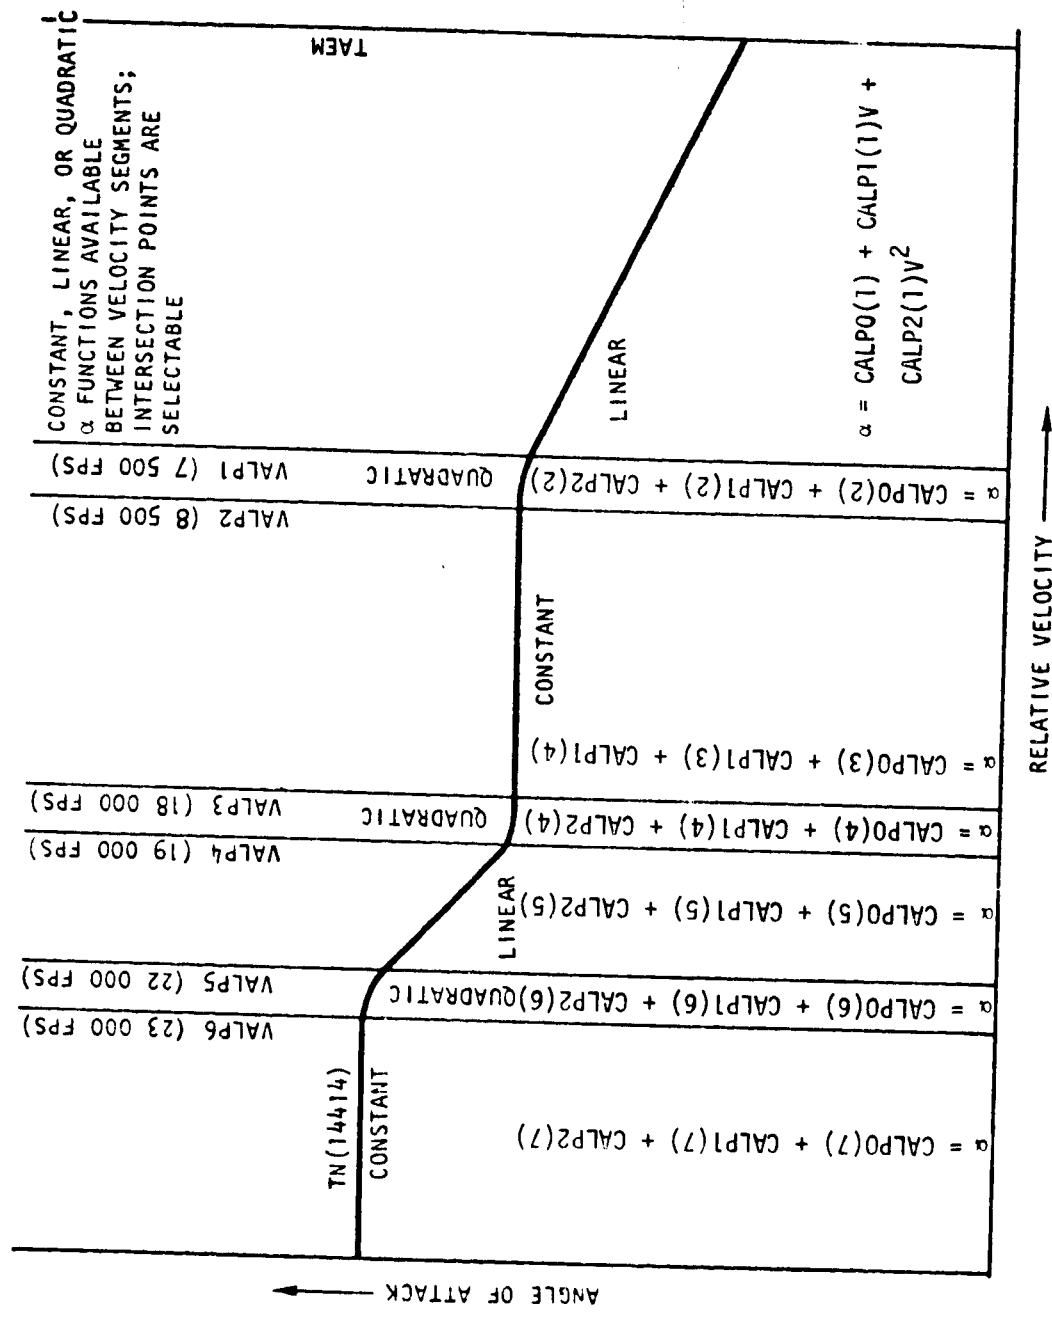 CONSTANT, LINEAR, OR QUADRATIC
α FUNCTIONS AVAILABLE
BETWEEN VELOCITY SEGMENTS;
INTERSECTION POINTS ARE
SELECTABLE
TAEM
LINEAR
α = CALP0(1) + CALP1(1)V +
CALP2(1)V²
VALP1 (7 500 FPS)
QUADRATIC
α = CALP0(2) + CALP1(2) + CALP2(2)
VALP2 (8 500 FPS)
CONSTANT
α = CALP0(3) + CALP1(3) + CALP1(4)
VALP3 (18 000 FPS)
QUADRATIC
α = CALP0(4) + CALP1(4) + CALP2(4)
VALP4 (19 000 FPS)
LINEAR
α = CALP0(5) + CALP1(5) + CALP2(5)
VALP5 (22 000 FPS)
α = CALP0(6) + CALP1(6) + CALP2(6)QUADRATIC
VALP6 (23 000 FPS)
TN(14414)
CONSTANT
α = CALP0(7) + CALP1(7) + CALP2(7)
ANGLE OF ATTACK
RELATIVE VELOCITY